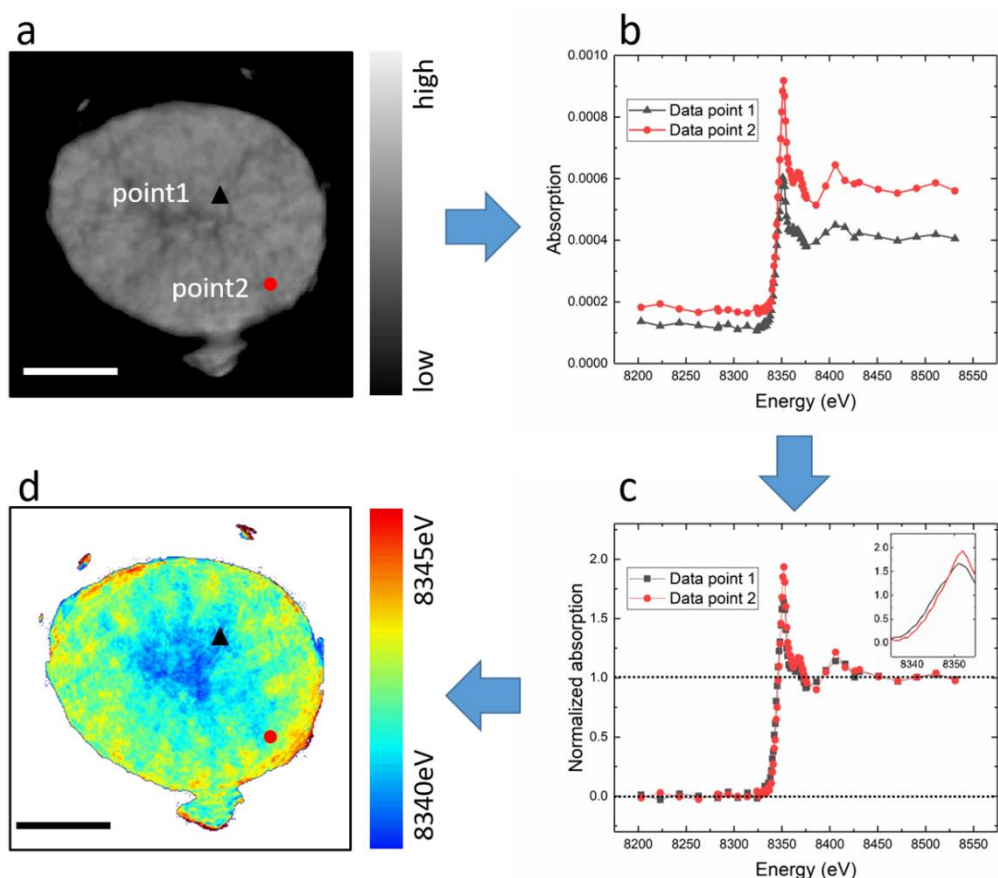 a
point1
point2
high
low
b
0.0010
0.0008
0.0006
0.0004
0.0002
0.0000
Absorption
Data point 1
Data point 2
8200
8250
8300
8350
8400
8450
8500
8550
Energy (eV)
d
8345eV
8340eV
c
2.0
1.5
1.0
0.5
0.0
Normalized absorption
Data point 1
Data point 2
2.0
1.5
1.0
0.5
0.0
8340
8350
8200
8250
8300
8350
8400
8450
8500
8550
Energy (eV)